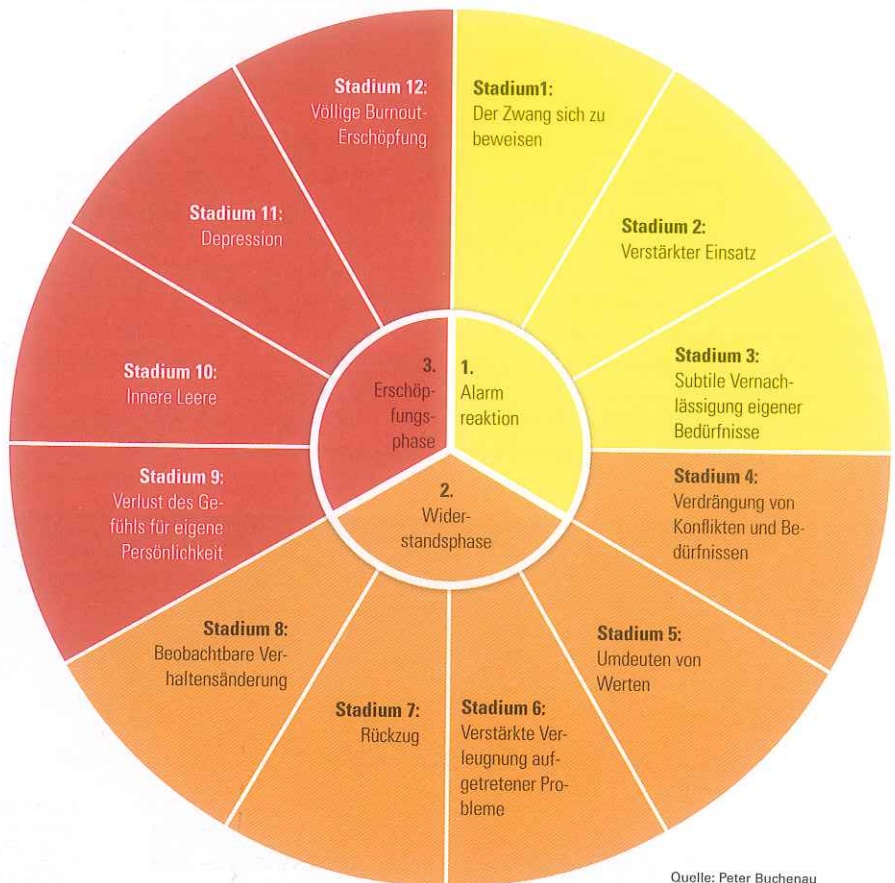 Stadium1:
Der Zwang sich zu
beweisen
Stadium 2:
Verstärkter Einsatz
Stadium 3:
Subtile Vernach-
lässigung eigener
Bedürfnisse
Stadium 4:
Verdrängung von
Konflikten und Be-
dürfnissen
Stadium 5:
Umdeuten von
Werten
Stadium 6:
Verstärkte Ver-
leugnung auf-
getretener Pro-
bleme
Stadium 7:
Rückzug
Stadium 8:
Beobachtbare Ver-
haltensänderung
Stadium 9:
Verlust des Ge-
fühls für eigene
Persönlichkeit
Stadium 10:
Innere Leere
Stadium 11:
Depression
Stadium 12:
Völlige Burnout-
Erschöpfung
1.
Alarm
reaktion
2.
Wider-
standsphase
3.
Erschöp-
fungs-
phase
Quelle: Peter Buchenau